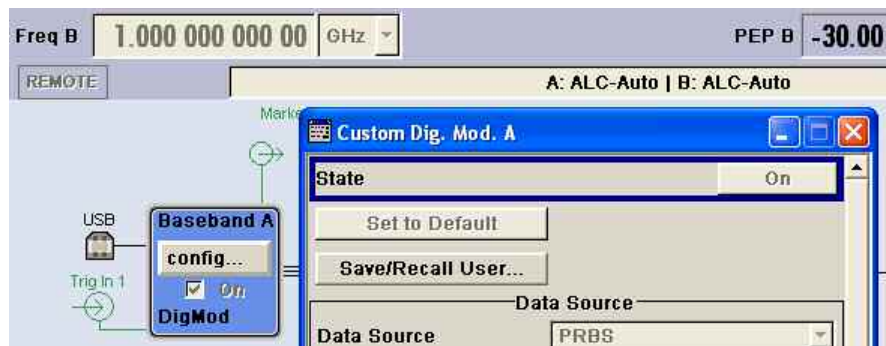 Freq B 1.000 000 000 00 GHz PEP B -30.00
REMOTE A: ALC-Auto | B: ALC-Auto
Custom Dig. Mod. A
State On
USB
Baseband A
Set to Default
config...
Save/Recall User...
Trig In 1
On
DigMod
Data Source
Data Source PRBS